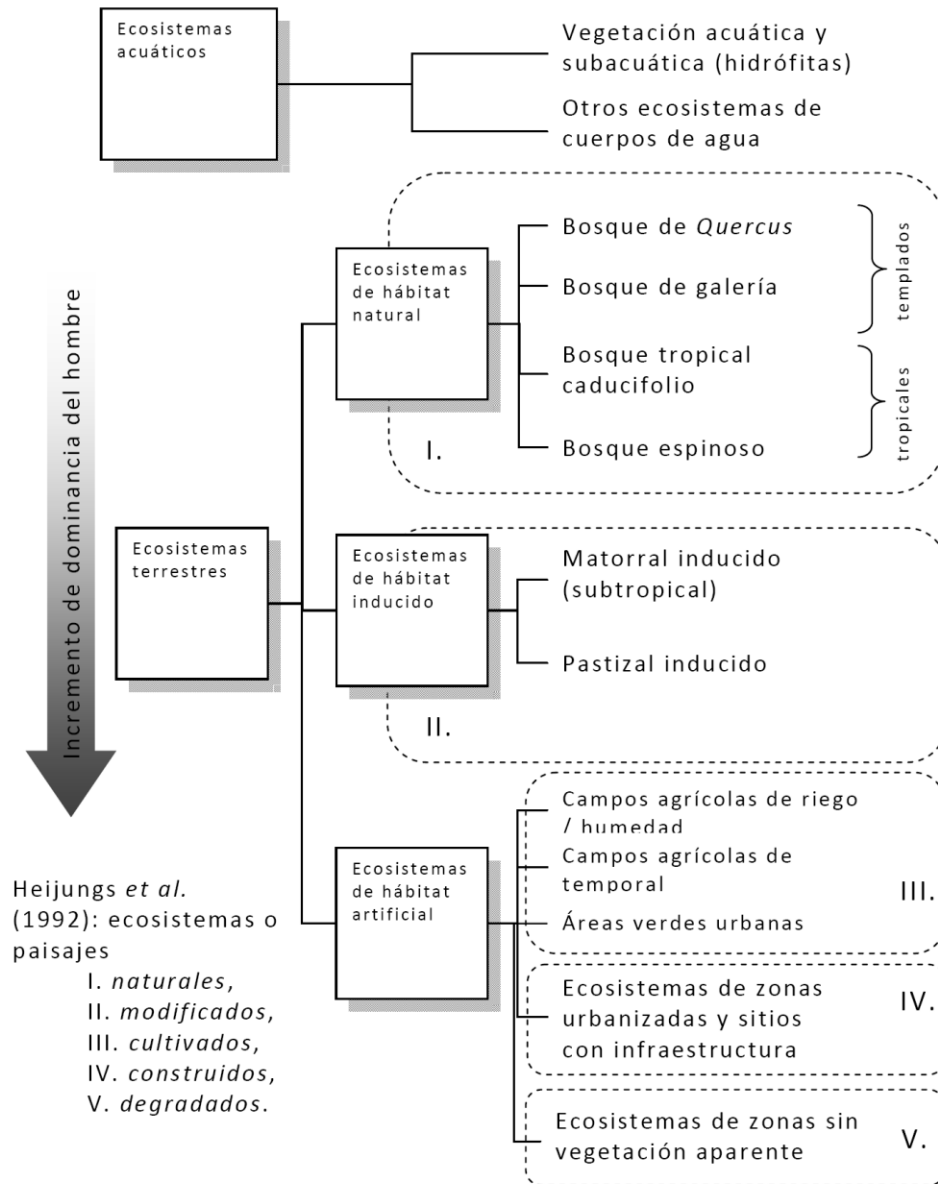 Ecosistemas
acuáticos
Vegetación acuática y
subacuática (hidrófitas)
Otros ecosistemas de
cuerpos de agua
Incremento de dominancia del hombre
Ecosistemas
terrestres
Ecosistemas
de hábitat
natural
Bosque de Quercus
Bosque de galería
templados
Bosque tropical
caducifolio
Bosque espinoso
tropicales
I.
Ecosistemas
de hábitat
inducido
Matorral inducido
(subtropical)
Pastizal inducido
II.
Ecosistemas
de hábitat
artificial
Campos agrícolas de riego
/ humedad
Campos agrícolas de
temporal
Áreas verdes urbanas
III.
Ecosistemas de zonas
urbanizadas y sitios
con infraestructura
IV.
Ecosistemas de zonas sin
vegetación aparente
V.
Heijungs et al.
(1992): ecosistemas o
paisajes
I. naturales,
II. modificados,
III. cultivados,
IV. construidos,
V. degradados.